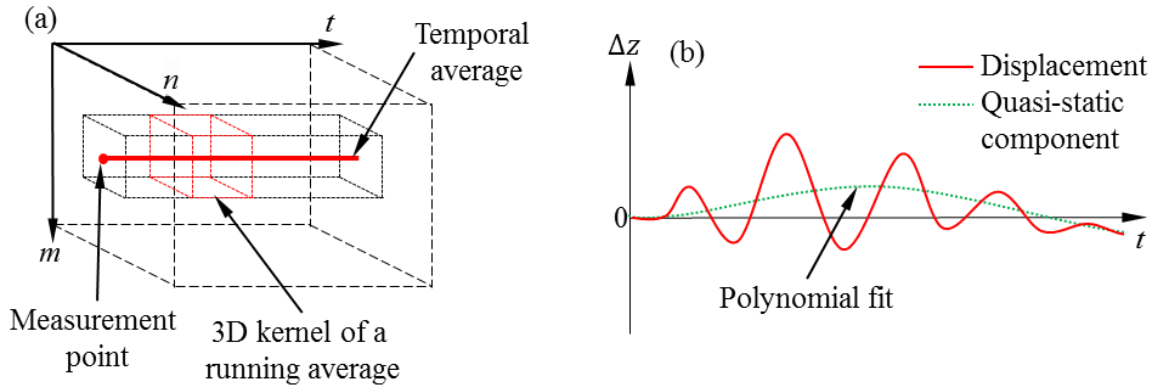 (a)
t
Temporal
average
n
m
Measurement
point
3D kernel of a
running average
Δz
(b)
Displacement
Quasi-static
component
0
t
Polynomial fit